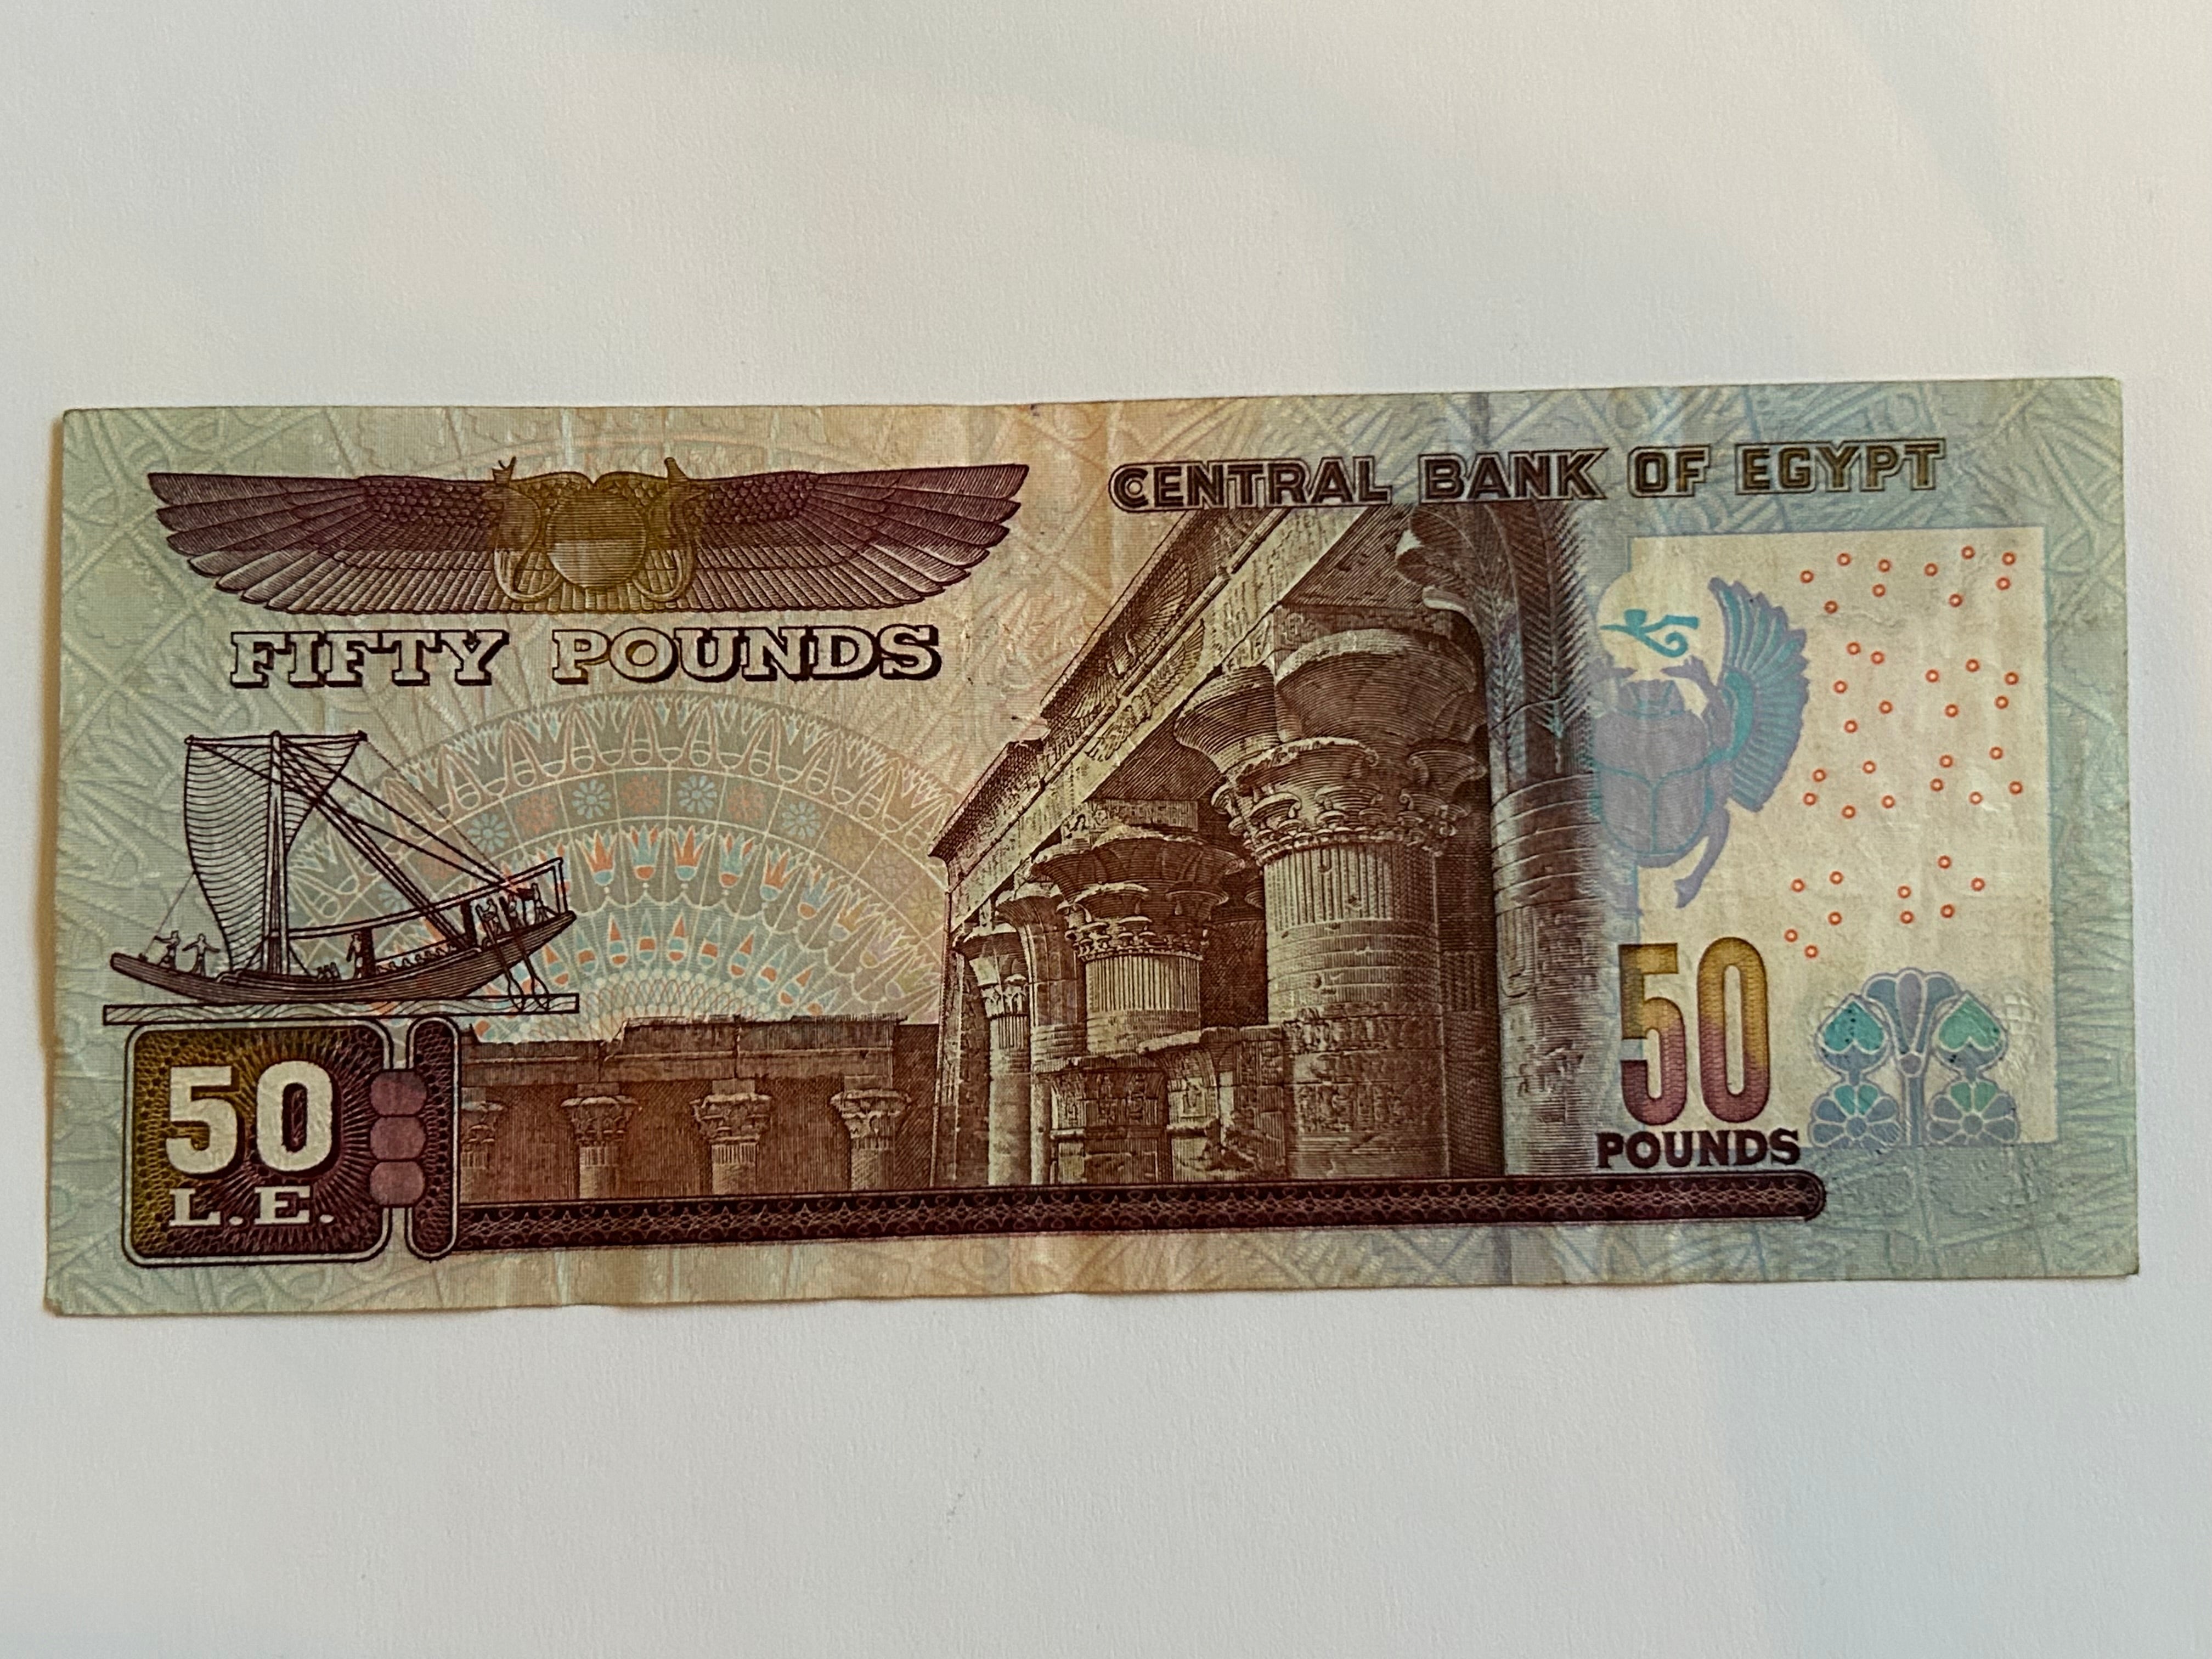 CENTRAL BANK OF EGYPT
FIFTY POUNDS
50
L.E.
50
POUNDS